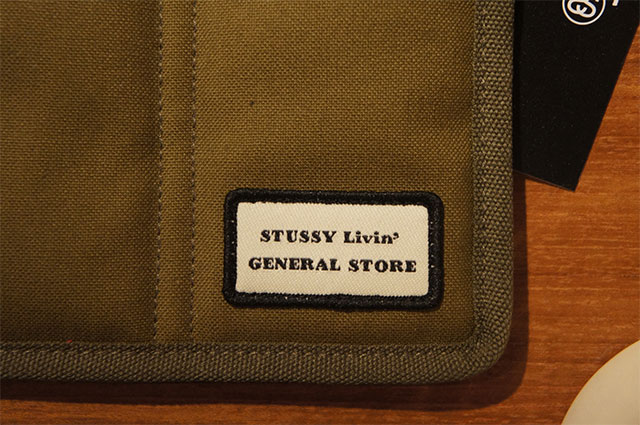 STUSSY Livin'
GENERAL STORE